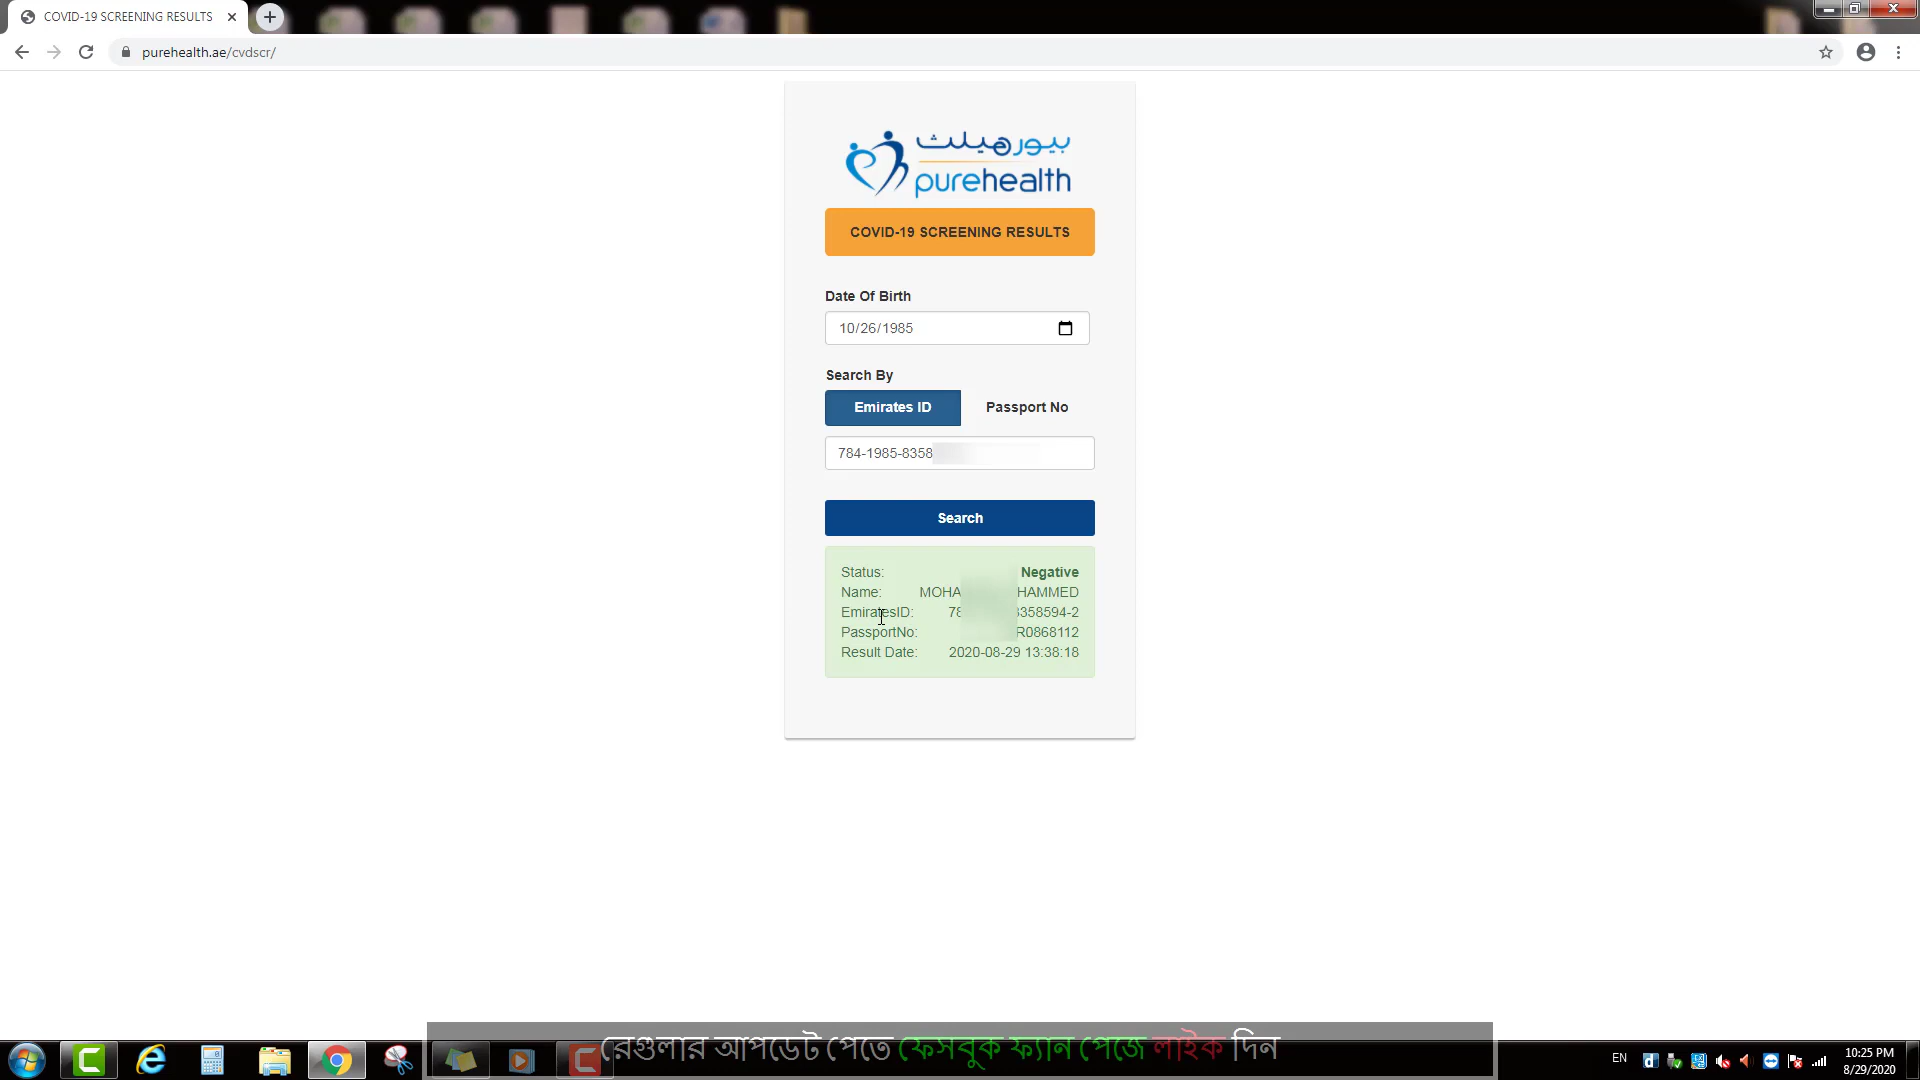 COVID-19 SCREENING RESULTS
purehealth.ae/cvdscr/
بيورهيلث
purehealth
COVID-19 SCREENING RESULTS
Date Of Birth
10/26/1985
Search By
Emirates ID Passport No
784-1985-8358
Search
Status: Negative
Name: MOHA HAMMED
EmiratesID: 78 358594-2
PassportNo: R0868112
Result Date: 2020-08-29 13:38:18
রেগুলার আপডেট পেতে ফেসবুক ফ্যান পেজে লাইক দিন
EN
10:25 PM
8/29/2020